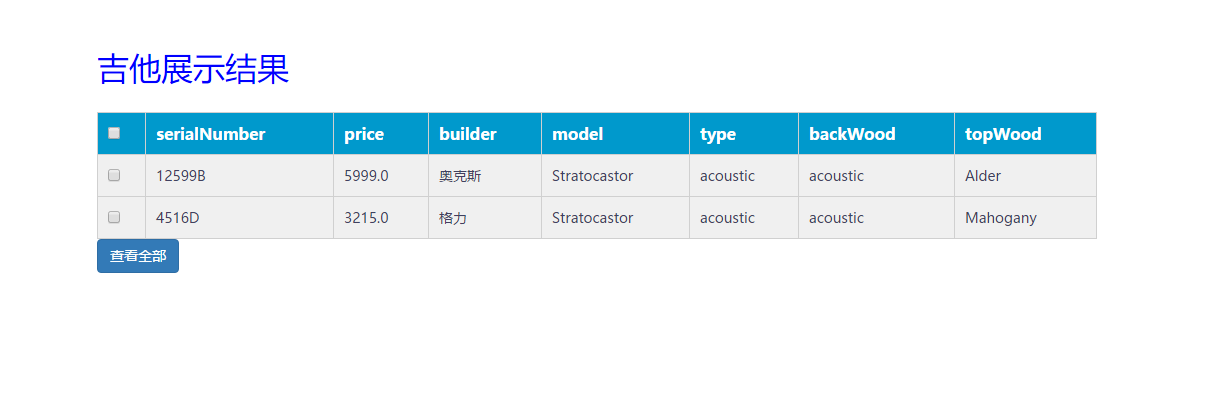 吉他展示结果
serialNumber price builder model type backWood topWood
12599B 5999.0 奥克斯 Stratocastor acoustic acoustic Alder
4516D 3215.0 格力 Stratocastor acoustic acoustic Mahogany
查看全部